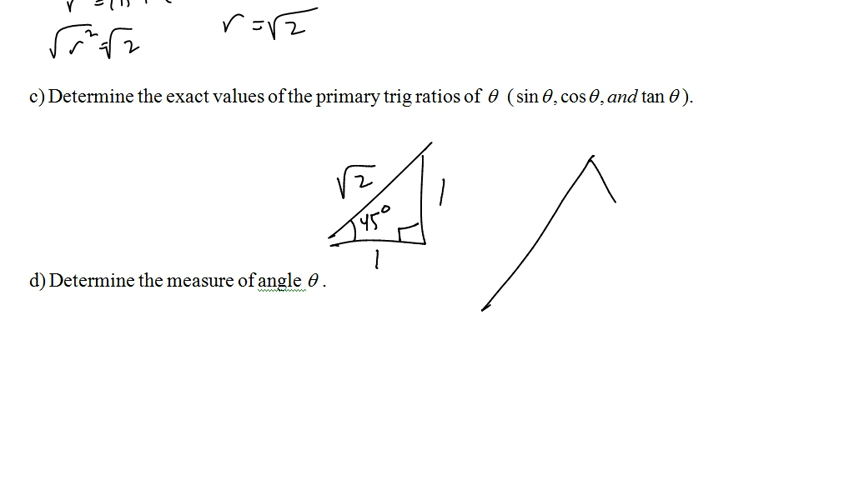 √r² = √2
r = √2
c) Determine the exact values of the primary trig ratios of θ (sin θ, cos θ, and tan θ).
√2
1
45°
1
d) Determine the measure of angle θ.